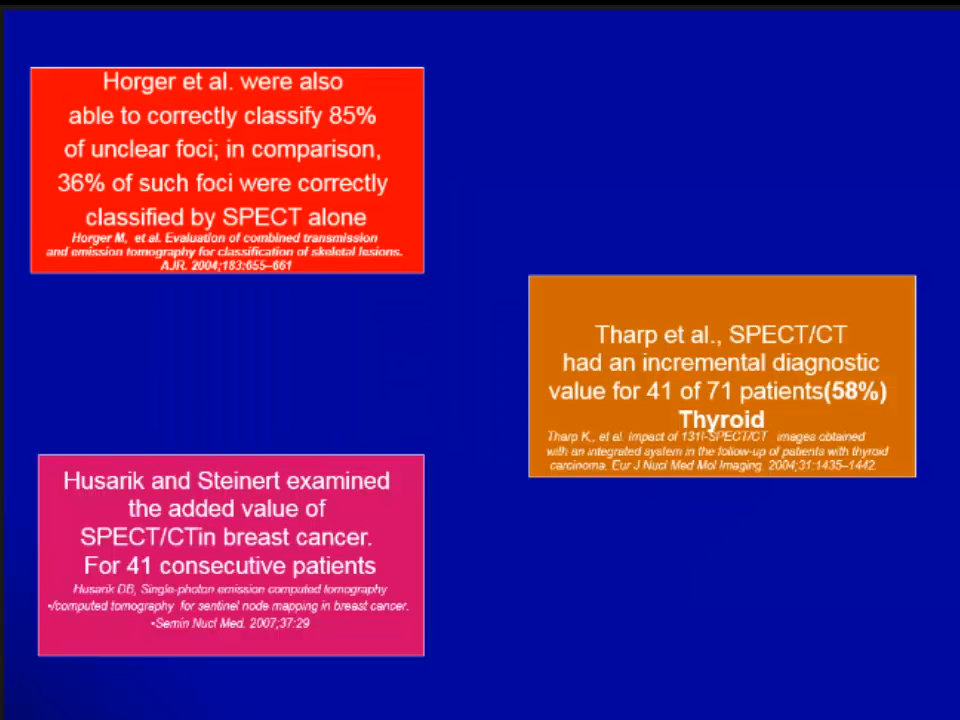 Horger et al. were also
able to correctly classify 85%
of unclear foci; in comparison,
36% of such foci were correctly
classified by SPECT alone
Horger M, et al. Evaluation of combined transmission
and emission tomography for classification of skeletal lesions.
AJR. 2004;183:655–661
Tharp et al., SPECT/CT
had an incremental diagnostic
value for 41 of 71 patients(58%)
Thyroid
Tharp K,, et al. Impact of 131I-SPECT/CT images obtained
with an integrated system in the follow-up of patients with thyroid
carcinoma. Eur J Nucl Med Mol Imaging. 2004;31:1435–1442.
Husarik and Steinert examined
the added value of
SPECT/CTin breast cancer.
For 41 consecutive patients
Husarik DB, Single-photon emission computed tomography
•/computed tomography for sentinel node mapping in breast cancer.
•Semin Nucl Med. 2007;37:29